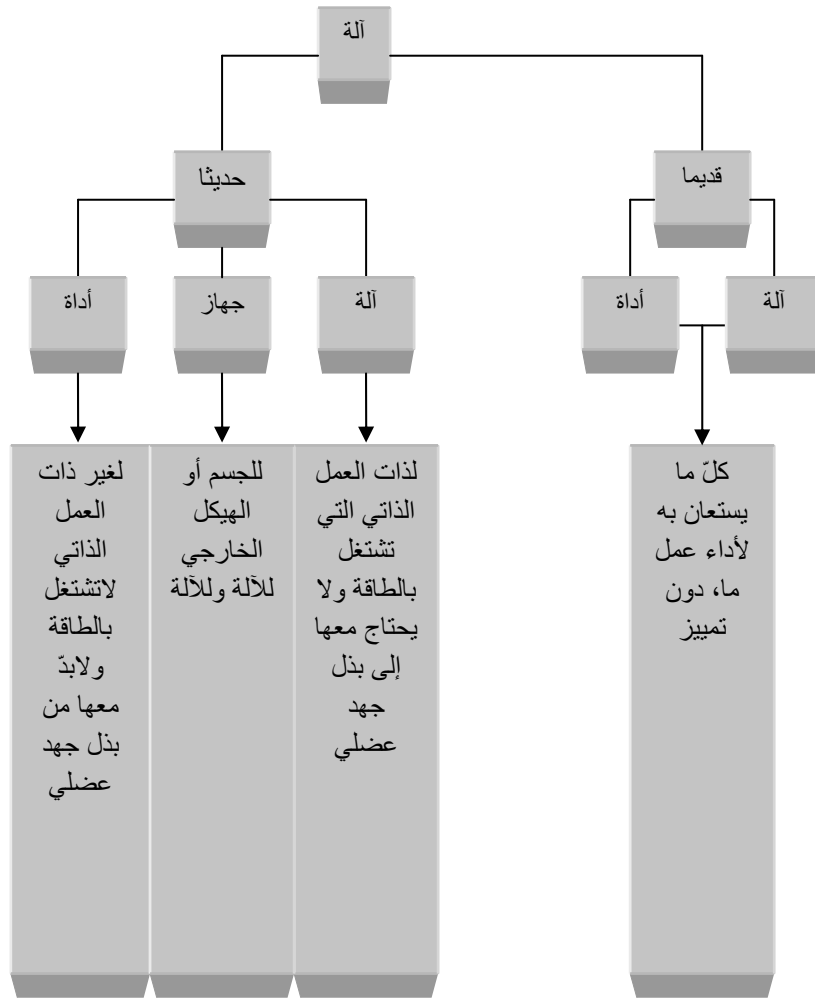 آلة
قديما
حديثا
آلة
أداة
آلة
جهاز
أداة
كلّ ما
يستعان به
لأداء عمل
ما، دون
تمييز
لذات العمل
الذاتي التي
تشتغل
بالطاقة ولا
يحتاج معها
إلى بذل
جهد
عضلي
للجسم أو
الهيكل
الخارجي
للآلة وللآلة
لغير ذات
العمل
الذاتي
لاتشتغل
بالطاقة
ولابدّ
معها من
بذل جهد
عضلي